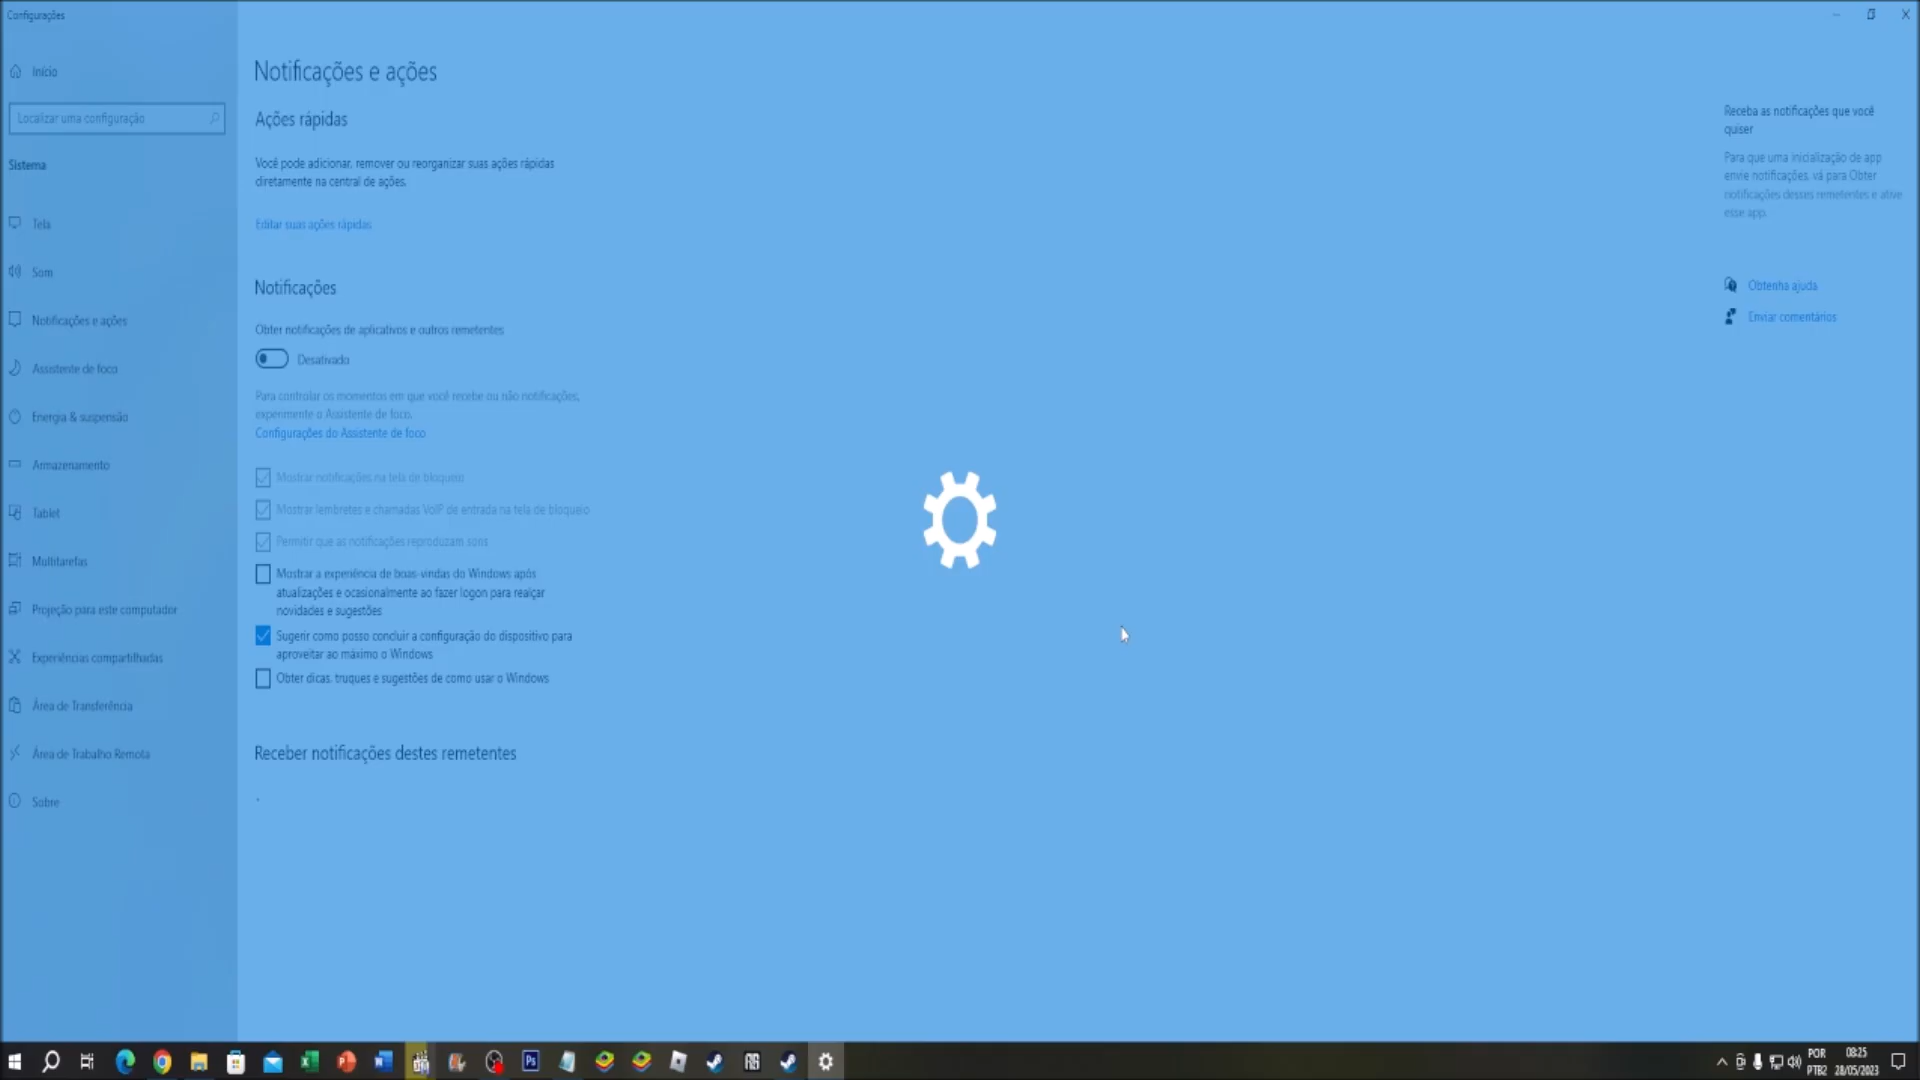 Configurações
Início
Localizar uma configuração
Sistema
Tela
Som
Notificações e ações
Assistente de foco
Energia & suspensão
Armazenamento
Tablet
Multitarefas
Projeção para este computador
Experiências compartilhadas
Área de Transferência
Área de Trabalho Remota
Sobre
Notificações e ações
Ações rápidas
Você pode adicionar, remover ou reorganizar suas ações rápidas
diretamente na central de ações.
Editar suas ações rápidas
Notificações
Obter notificações de aplicativos e outros remetentes
Desativado
Para controlar os momentos em que você recebe ou não notificações,
experimente o Assistente de foco.
Configurações do Assistente de foco
Mostrar notificações na tela de bloqueio
Mostrar lembretes e chamadas VoIP de entrada na tela de bloqueio
Permitir que as notificações reproduzam sons
Mostrar a experiência de boas-vindas do Windows após
atualizações e ocasionalmente ao fazer logon para realçar
novidades e sugestões
Sugerir como posso concluir a configuração do dispositivo para
aproveitar ao máximo o Windows
Obter dicas, truques e sugestões de como usar o Windows
Receber notificações destes remetentes
Receba as notificações que você
quiser
Para que uma inicialização de app
envie notificações, vá para Obter
notificações desses remetentes e ative
esse app.
Obtenha ajuda
Enviar comentários
Ps
POR
PTB2
08:25
28/05/2023